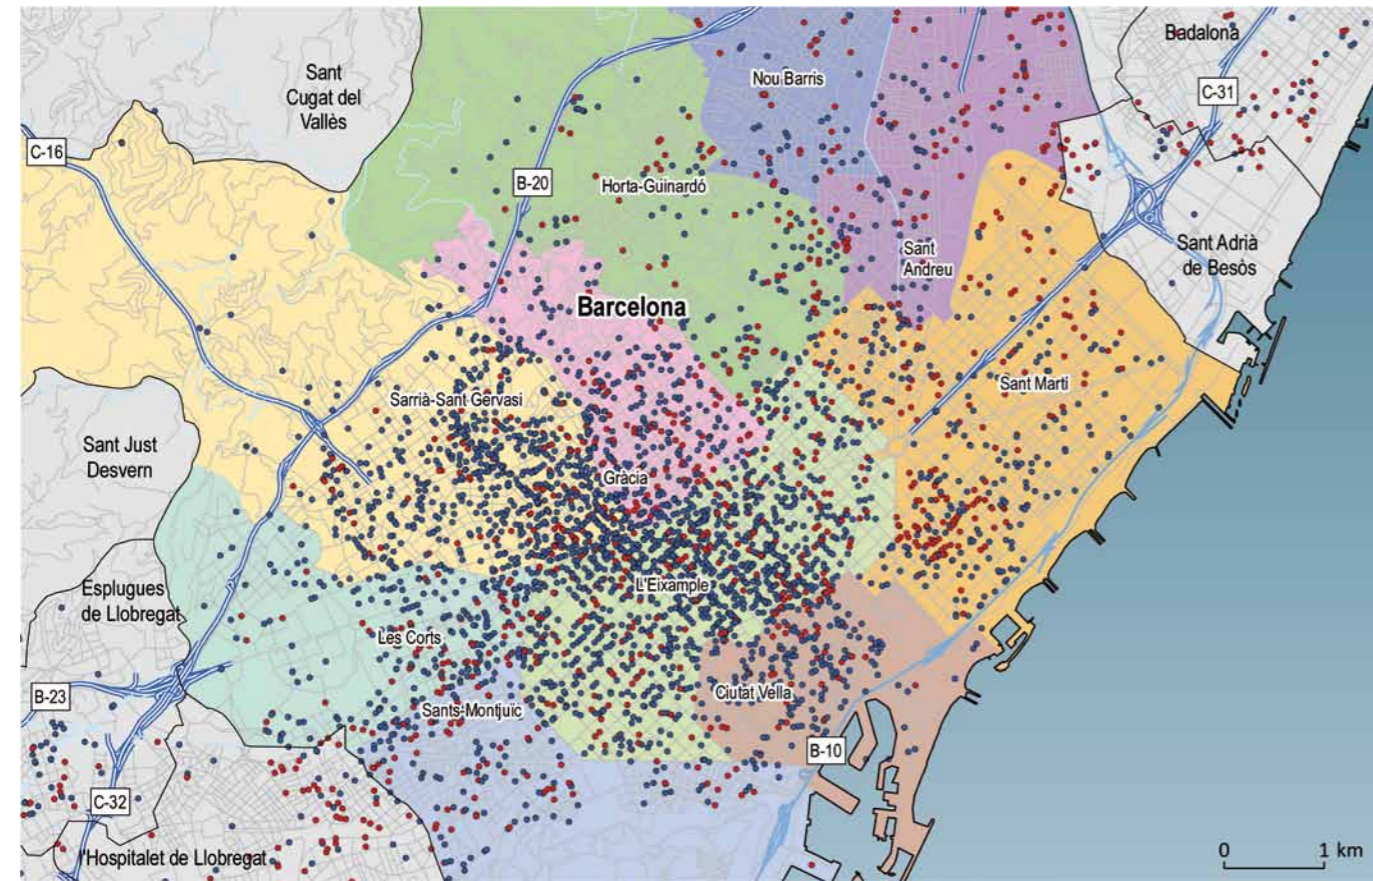 Badalona
Sant
Cugat del
Vallès
Nou Barris
C-31
C-16
B-20
Horta-Guinardó
Sant
Andreu
Sant Adrià
de Besòs
Barcelona
Sant Martí
Sarrià-Sant Gervasi
Sant Just
Desvern
Gràcia
L'Eixample
Esplugues
de Llobregat
Les Corts
Ciutat Vella
B-23
Sants-Montjuïc
B-10
C-32
l'Hospitalet de Llobregat
0 1 km